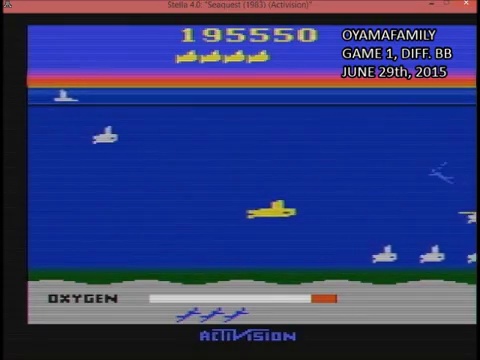 Stella 4.0: "Seaquest (1983) (Activision)"
195550
OYAMAFAMILY
GAME 1, DIFF. BB
JUNE 29th, 2015
OXYGEN
ACTIVISION